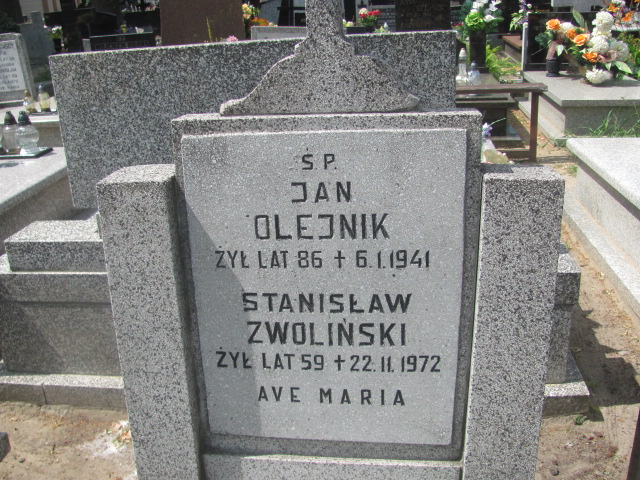 Ś.P.
JAN
OLEJNIK
ŻYŁ LAT 86 + 6.I.1941
STANISŁAW
ZWOLIŃSKI
ŻYŁ LAT 59 + 22.II.1972
AVE MARIA